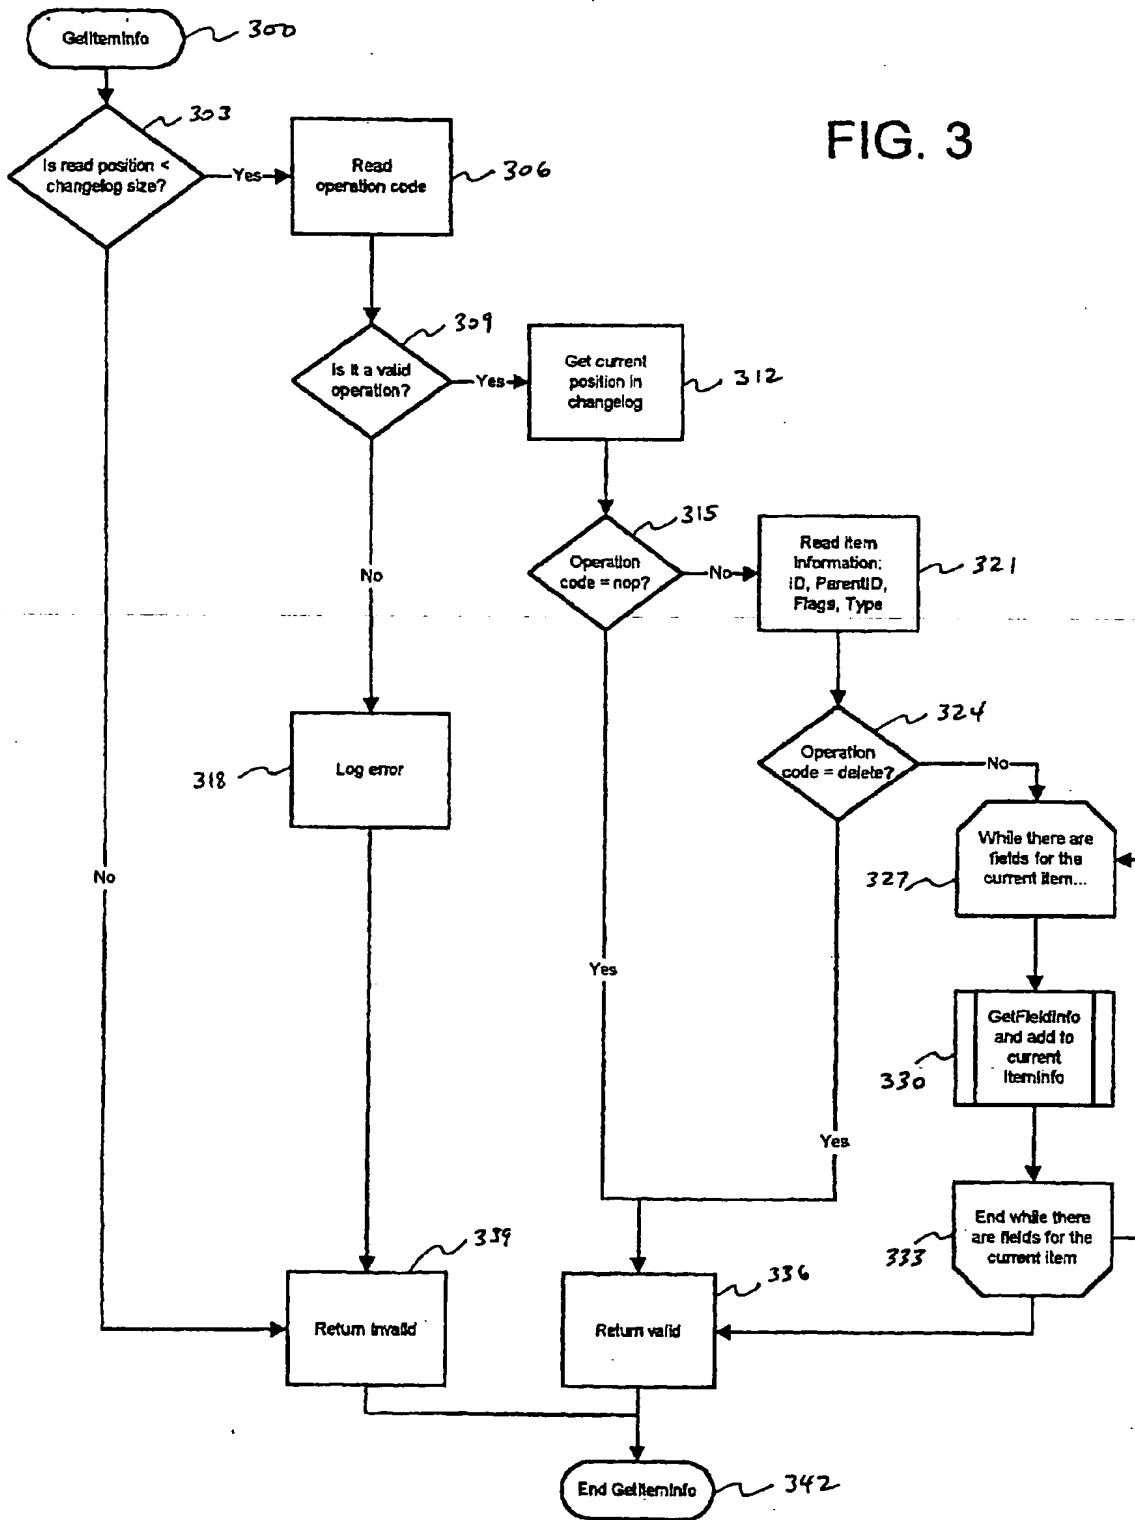 GetItemInfo
300
FIG. 3
303
Is read position <
changelog size?
Yes
Read
operation code
306
309
Is it a valid
operation?
Yes
Get current
position in
changelog
312
315
Operation
code = nop?
No
Read item
Information:
ID, ParentID,
Flags, Type
321
No
324
Operation
code = delete?
No
318
Log error
While there are
fields for the
current item...
327
No
Yes
GetFieldInfo
and add to
current
ItemInfo
330
Yes
End while there
are fields for the
current item
333
339
Return Invalid
336
Return valid
End GetItemInfo
342